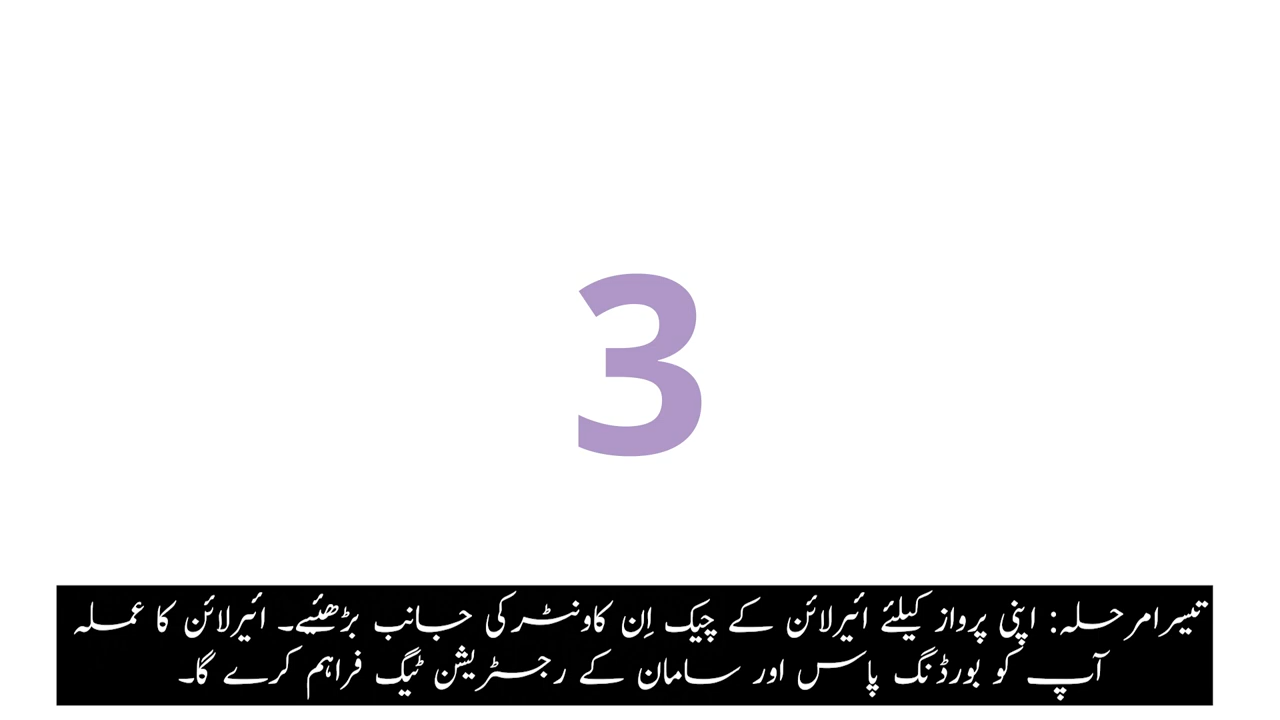 3
تیسرا مرحلہ: اپنی پرواز کیلئے ائیرلائن کے چیک اِن کاونٹر کی جانب بڑھئیے۔ ائیرلائن کا عملہ
آپ کو بورڈنگ پاس اور سامان کے رجسٹریشن ٹیگ فراہم کرے گا۔